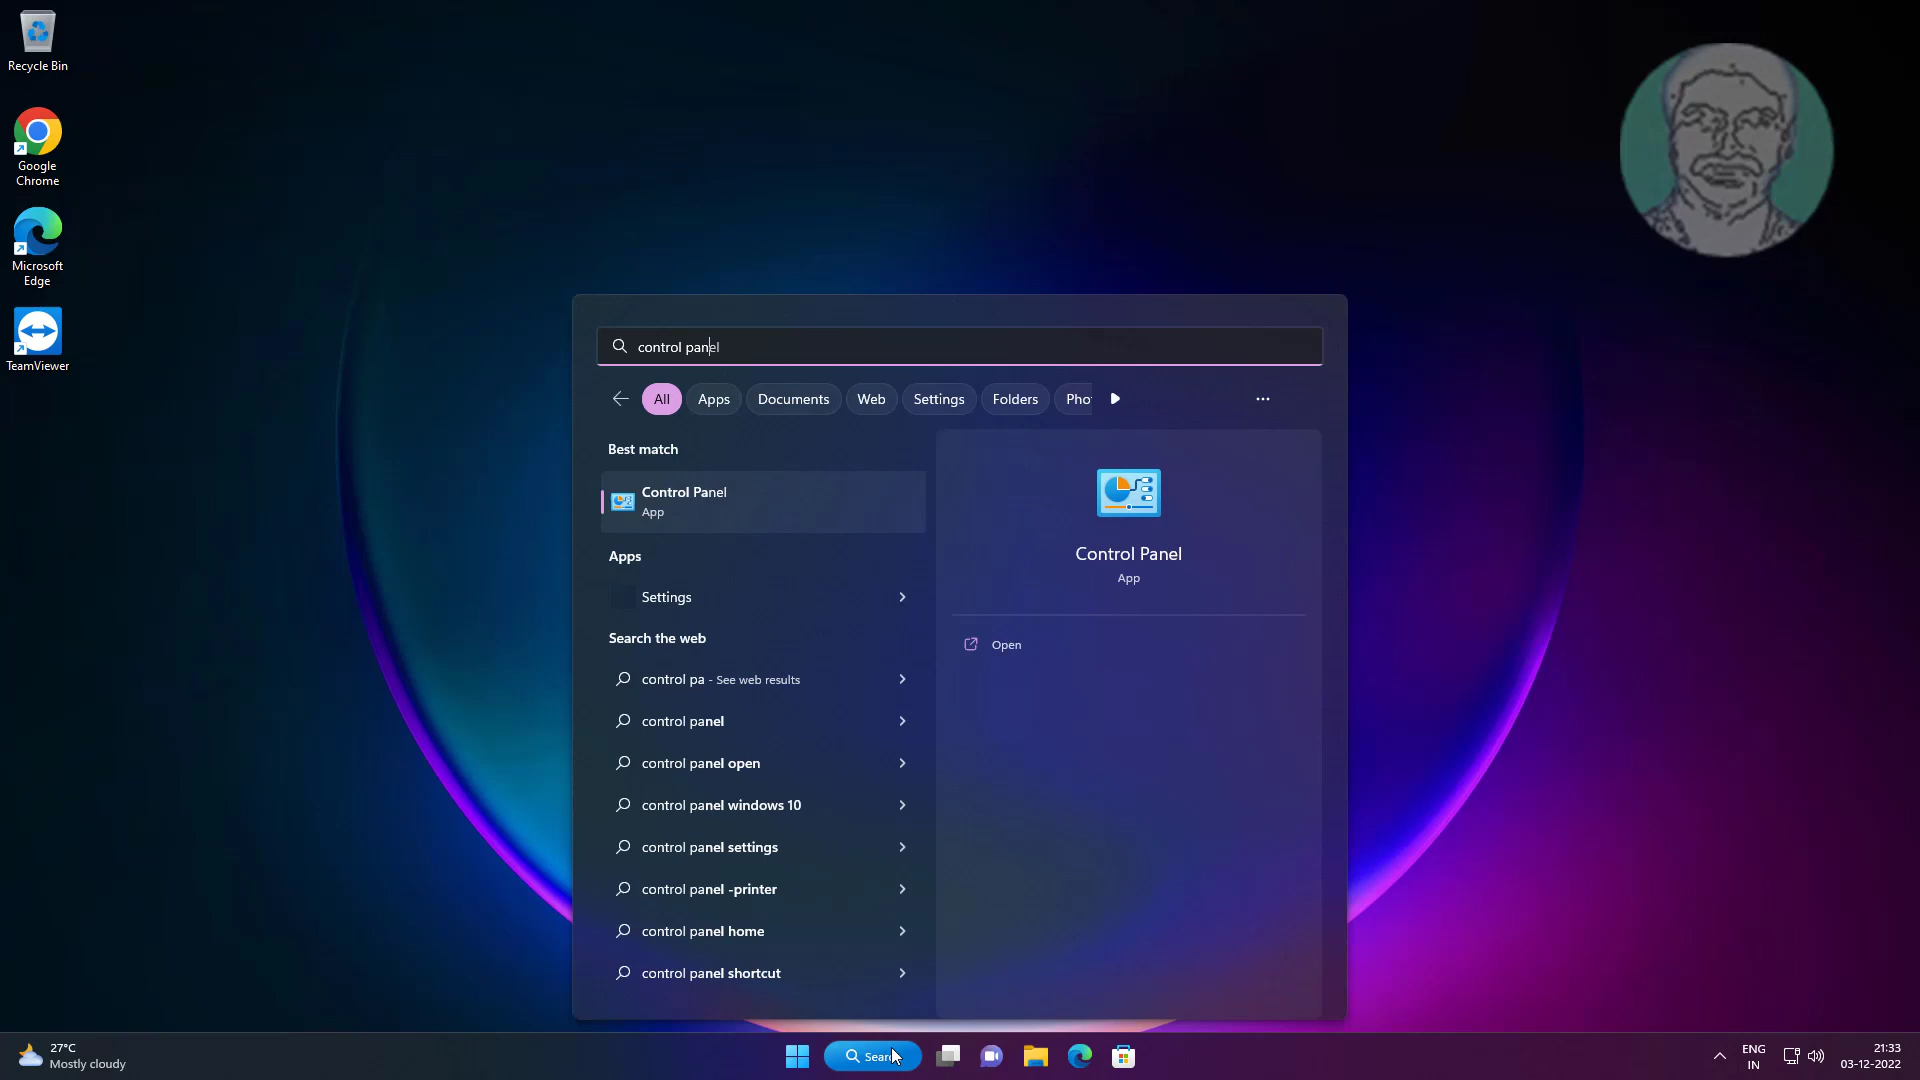 Recycle Bin
Google
Chrome
Microsoft
Edge
TeamViewer
control panel
All
Apps
Documents
Web
Settings
Folders
Pho
Best match
Control Panel
App
Apps
Settings
Search the web
control pa - See web results
control panel
control panel open
control panel windows 10
control panel settings
control panel -printer
control panel home
control panel shortcut
Control Panel
App
Open
27°C
Mostly cloudy
Sear
ENG
IN
21:33
03-12-2022